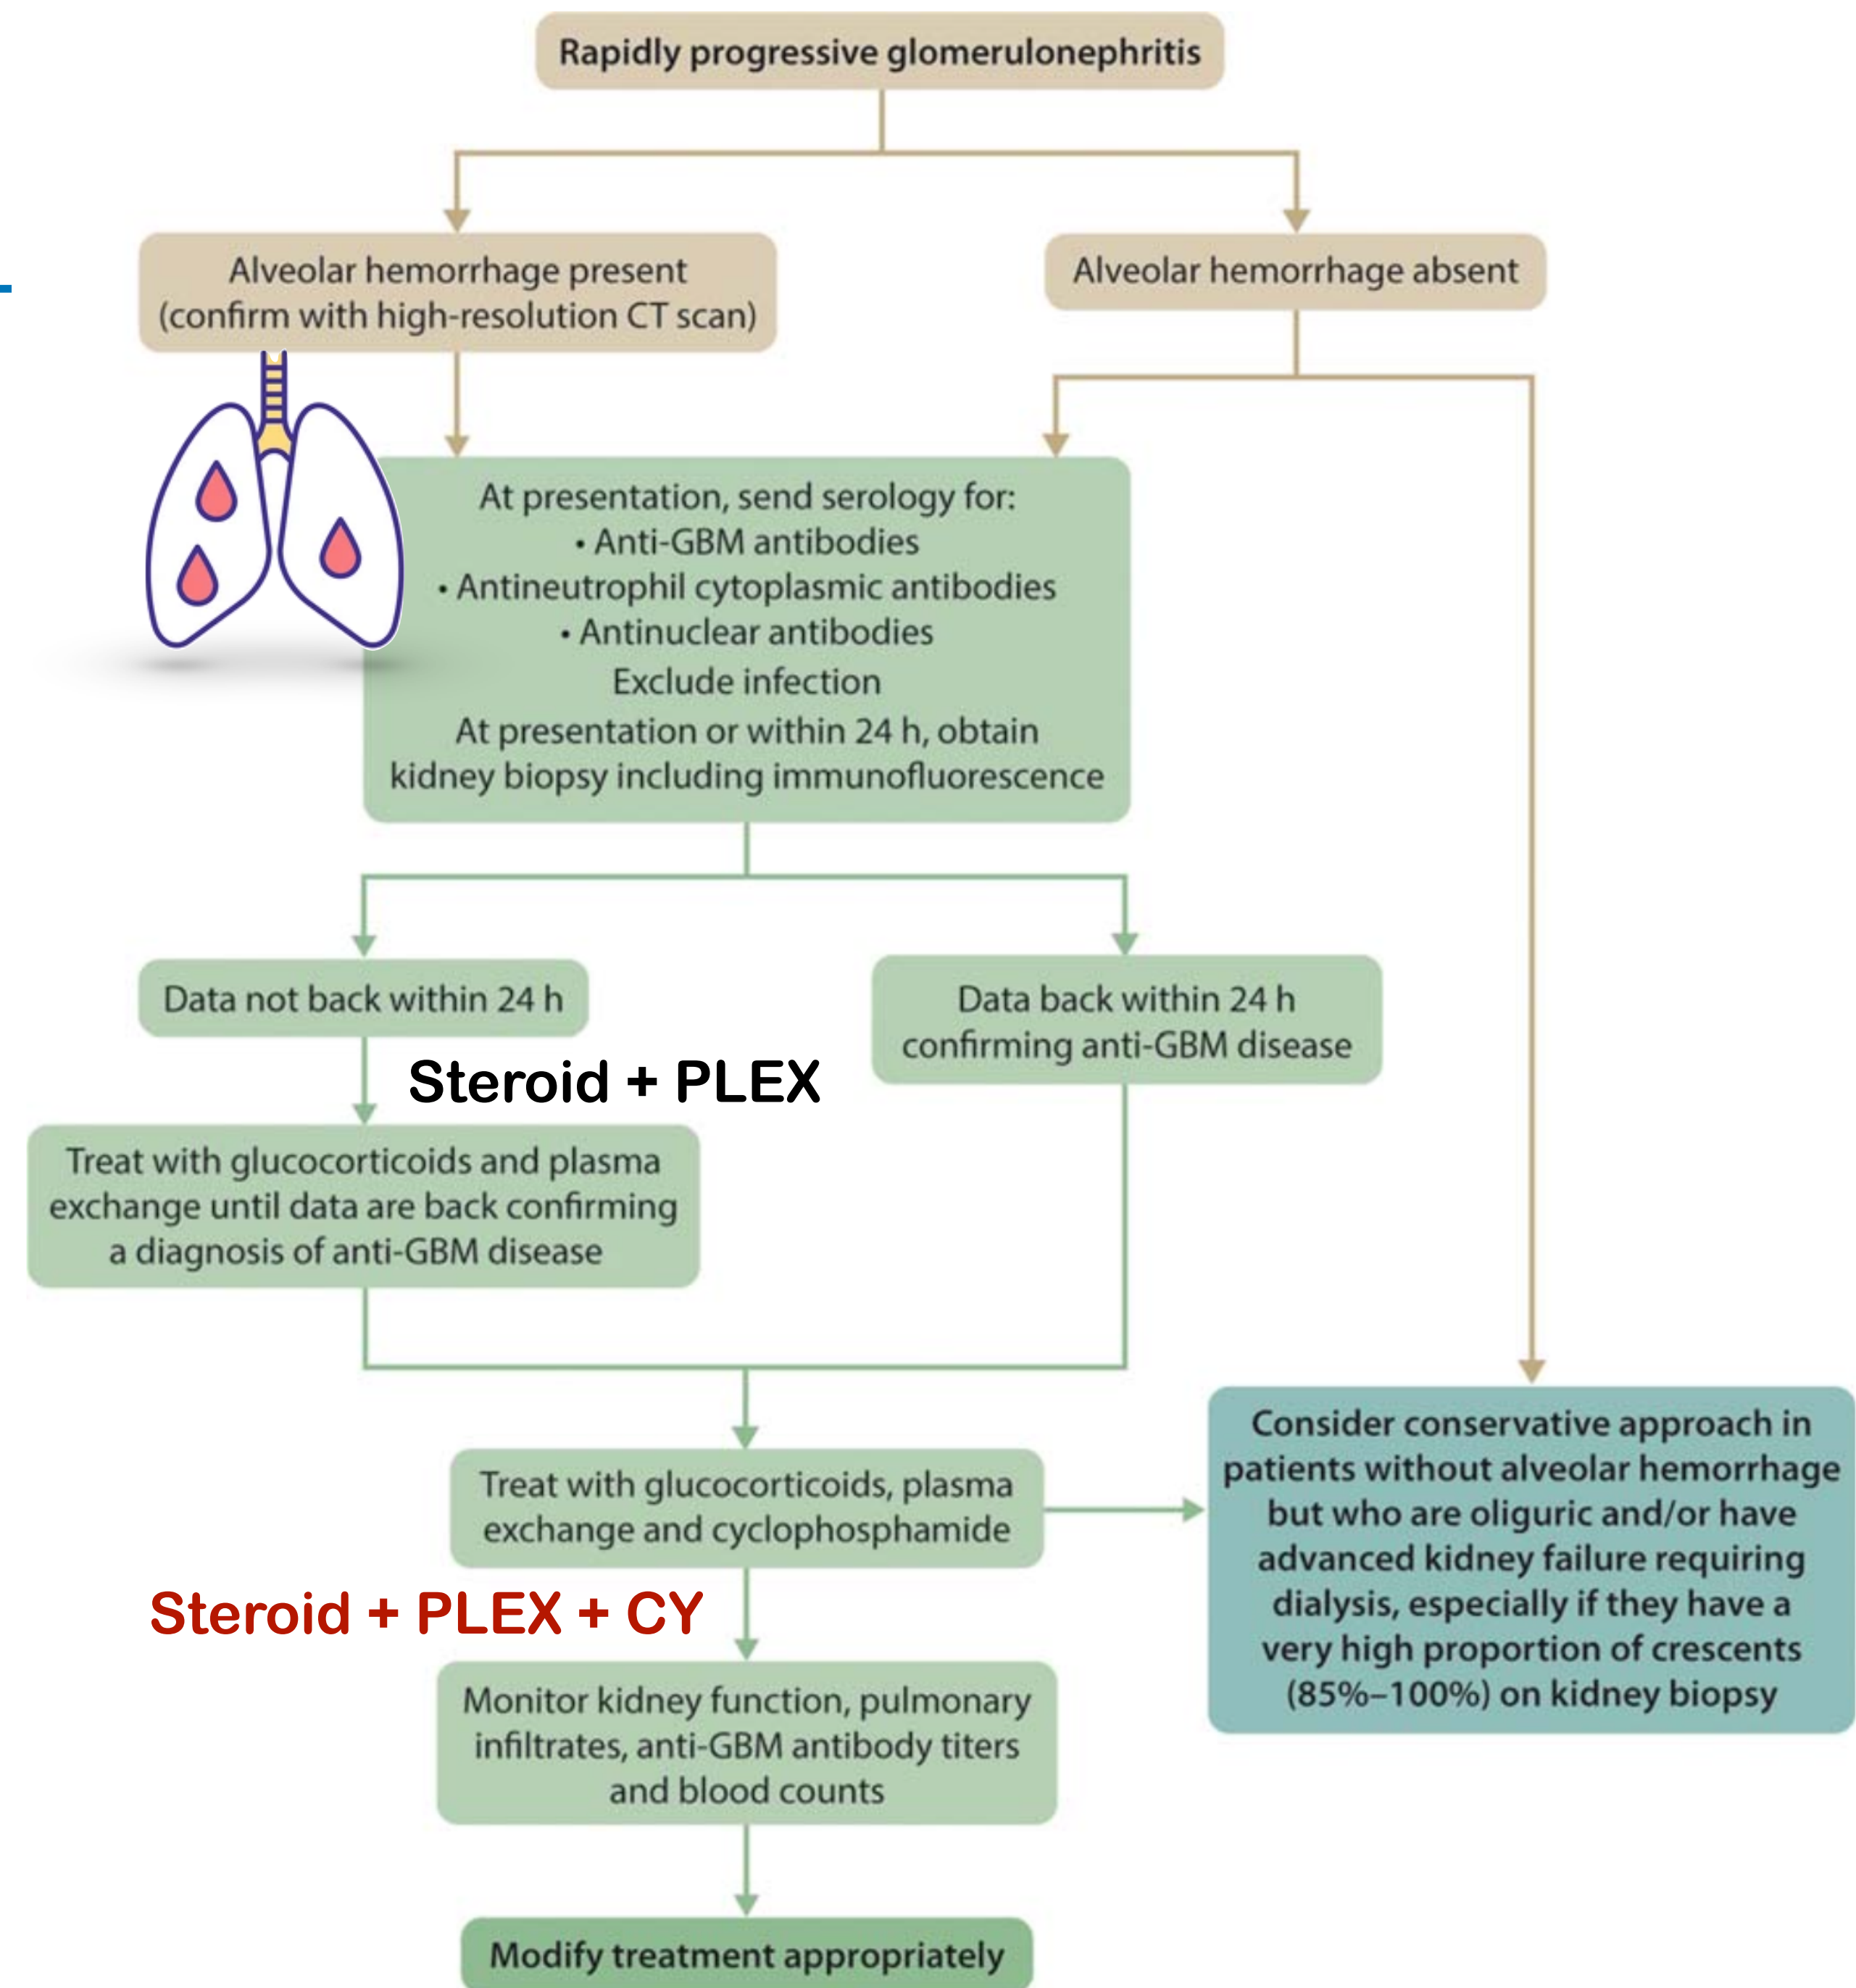 Rapidly progressive glomerulonephritis
Alveolar hemorrhage present
(confirm with high-resolution CT scan)
Alveolar hemorrhage absent
At presentation, send serology for:
• Anti-GBM antibodies
• Antineutrophil cytoplasmic antibodies
• Antinuclear antibodies
Exclude infection
At presentation or within 24 h, obtain
kidney biopsy including immunofluorescence
Data not back within 24 h
Data back within 24 h
confirming anti-GBM disease
Steroid + PLEX
Treat with glucocorticoids and plasma
exchange until data are back confirming
a diagnosis of anti-GBM disease
Treat with glucocorticoids, plasma
exchange and cyclophosphamide
Consider conservative approach in
patients without alveolar hemorrhage
but who are oliguric and/or have
advanced kidney failure requiring
dialysis, especially if they have a
very high proportion of crescents
(85%–100%) on kidney biopsy
Steroid + PLEX + CY
Monitor kidney function, pulmonary
infiltrates, anti-GBM antibody titers
and blood counts
Modify treatment appropriately